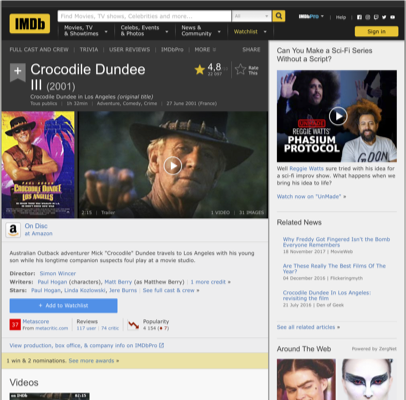 IMDb
Find Movies, TV shows, Celebrities and more...
All
IMDbPro
Help
Movies, TV
& Showtimes
Celebs, Events
& Photos
News &
Community
Watchlist
Sign in
FULL CAST AND CREW | TRIVIA | USER REVIEWS | IMDbPro | MORE
SHARE
Crocodile Dundee
III (2001)
4,8
Rate
This
Crocodile Dundee in Los Angeles (original title)
Tous publics | 1h 32min | Adventure, Comedy, Crime | 27 June 2001 (France)
PAUL HOGAN
CROCODILE
DUNDEE
LOS ANGELES
2:15 | Trailer
1 VIDEO | 31 IMAGES
On Disc
at Amazon
Australian Outback adventurer Mick "Crocodile" Dundee travels to Los Angeles with his young
son while his longtime companion suspects foul play at a movie studio.
Director: Simon Wincer
Writers: Paul Hogan (characters), Matt Berry (as Matthew Berry) | 1 more credit »
Stars: Paul Hogan, Linda Kozlowski, Jere Burns | See full cast & crew »
+ Add to Watchlist
37
Metascore
From metacritic.com
Reviews
117 user | 74 critic
Popularity
4 154 (7)
View production, box office, & company info on IMDbPro
1 win & 2 nominations. See more awards »
Videos
Can You Make a Sci-Fi Series
Without a Script?
REGGIE WATTS'
PHASIUM
PROTOCOL
Well Reggie Watts sure tried with his idea for
a sci-fi improv show. What happens when we
bring his idea to life?
Watch now on "UnMade" »
Related News
Why Freddy Got Fingered Isn't the Bomb
Everyone Remembers
18 November 2017 | MovieWeb
Are These Really The Best Films Of The
Year?
04 December 2016 | FlickeringMyth
Crocodile Dundee In Los Angeles:
revisiting the film
21 July 2016 | Den of Geek
See all related articles »
Around The Web
Powered by ZergNet